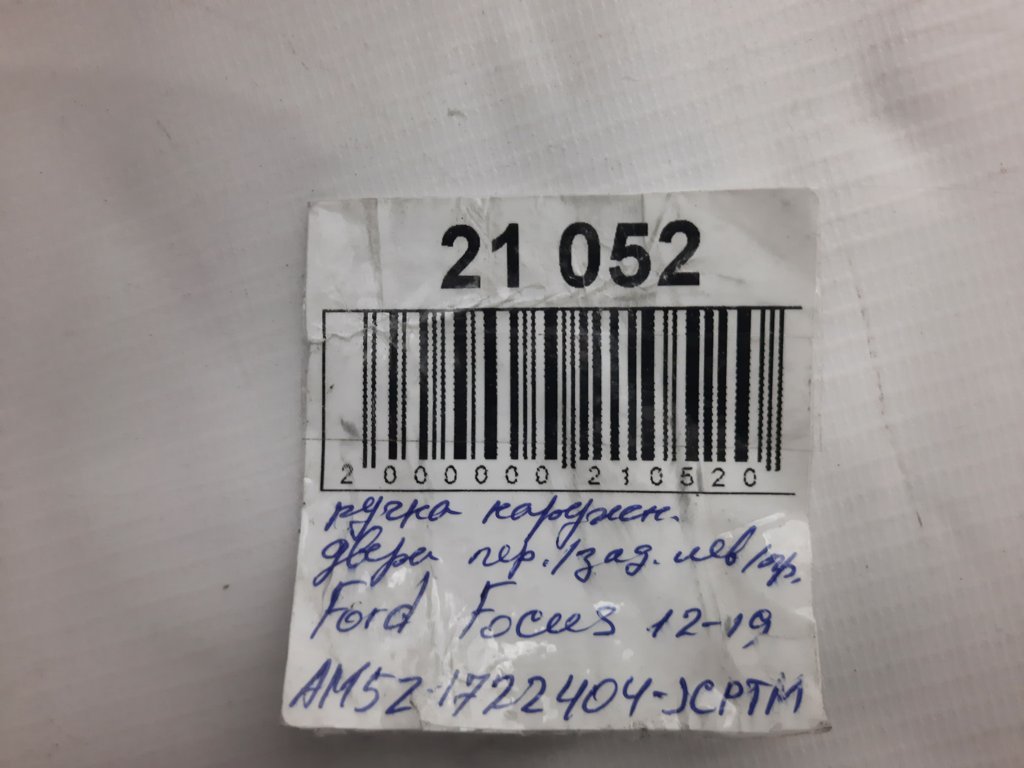 21 052
2 000000 210520
ручка наружн.
двери пер./зад. лев/пр.
Ford Focus 12-19
AM5Z-1722404-JCPTM